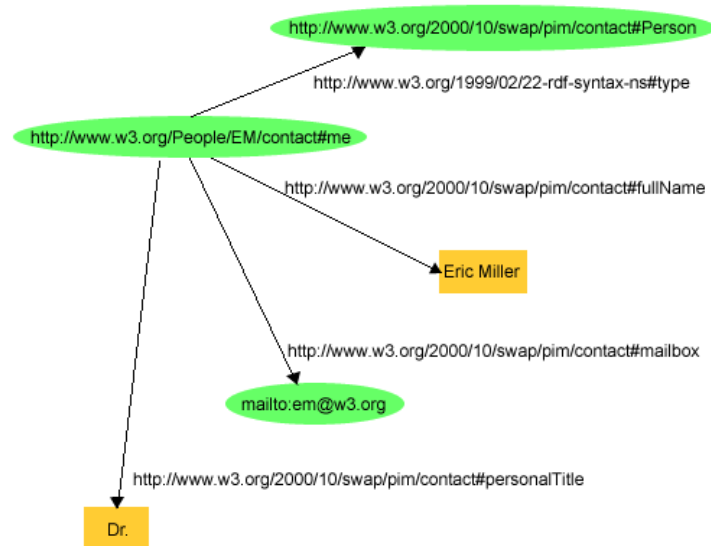 http://www.w3.org/2000/10/swap/pim/contact#Person
http://www.w3.org/1999/02/22-rdf-syntax-ns#type
http://www.w3.org/People/EM/contact#me
http://www.w3.org/2000/10/swap/pim/contact#fullName
Eric Miller
http://www.w3.org/2000/10/swap/pim/contact#mailbox
mailto:em@w3.org
http://www.w3.org/2000/10/swap/pim/contact#personalTitle
Dr.